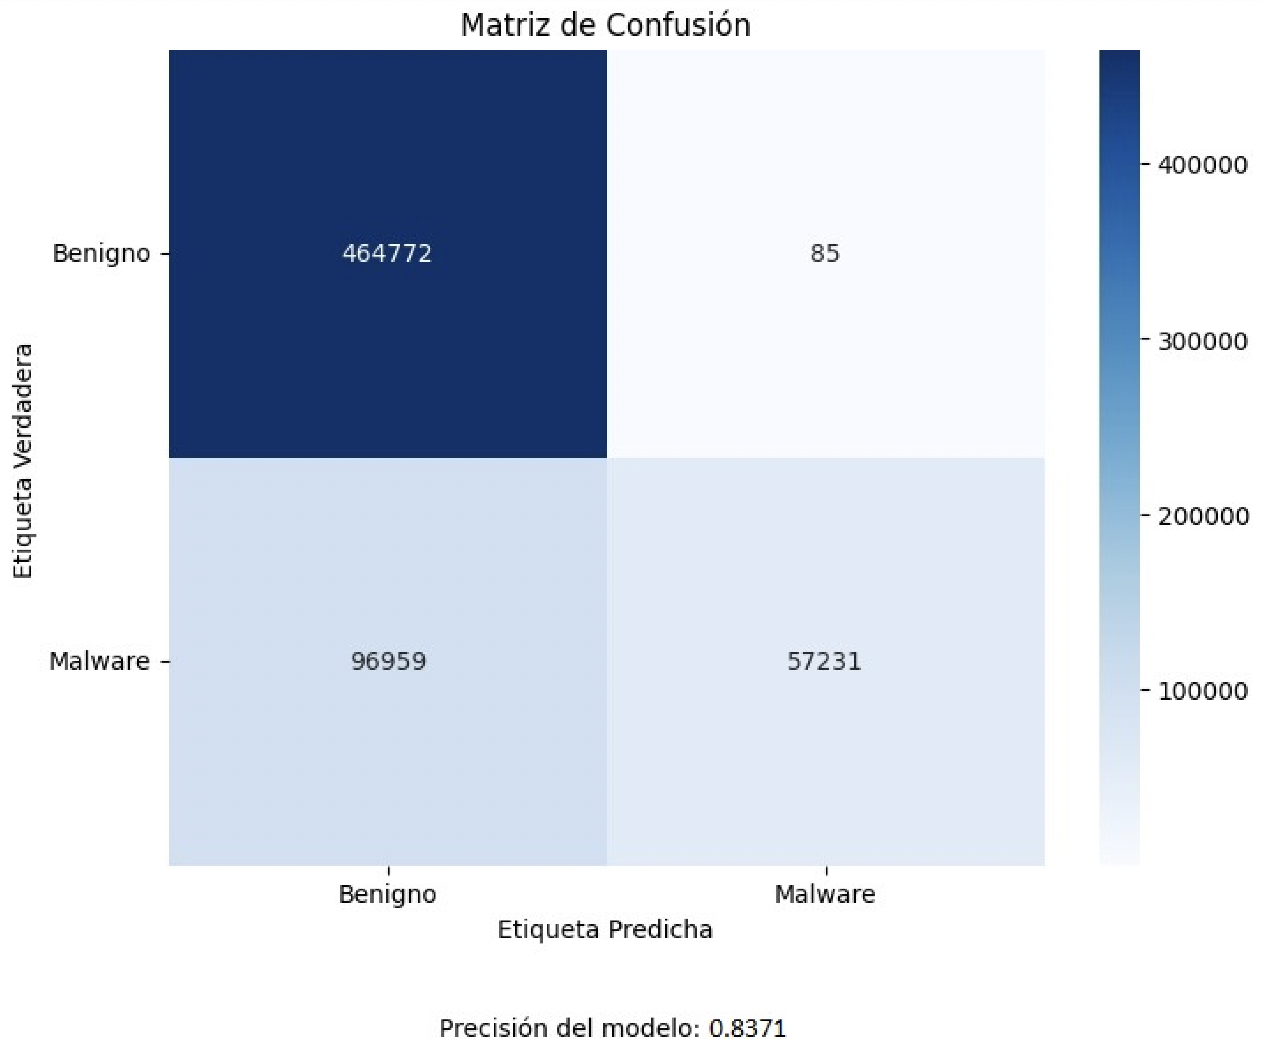 Matriz de Confusión
Benigno
464772
85
400000
300000
200000
100000
Etiqueta Verdadera
Malware
96959
57231
Benigno
Malware
Etiqueta Predicha
Precisión del modelo: 0.8371